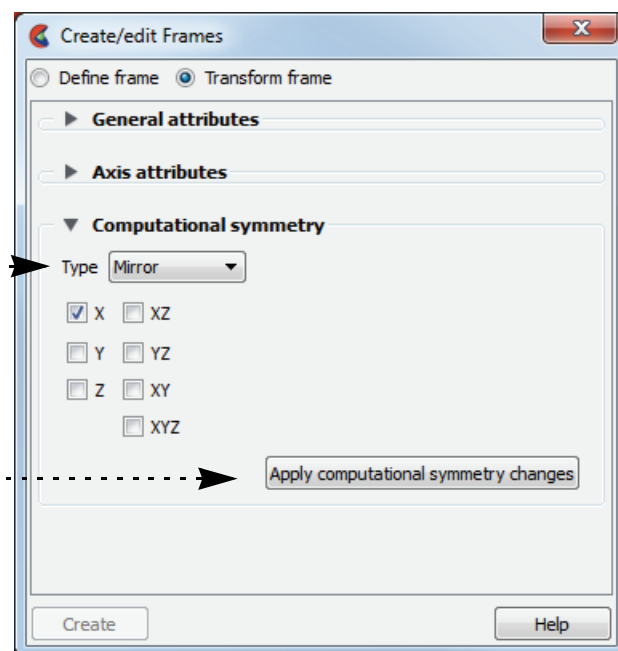 Create/edit Frames
Define frame Transform frame
General attributes
Axis attributes
Computational symmetry
Type Mirror
X XZ
Y YZ
Z XY
XYZ
Apply computational symmetry changes
Create Help